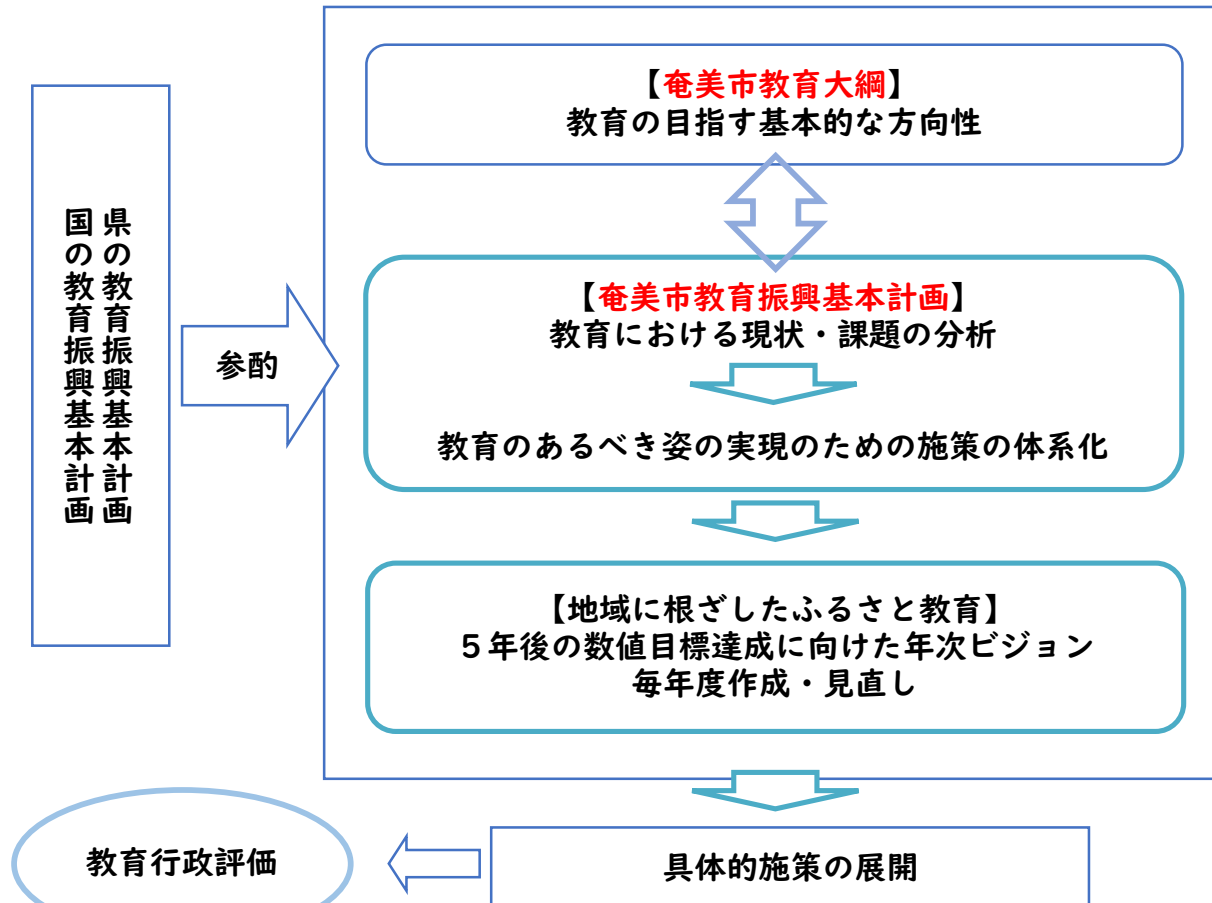 県の教育振興基本計画
国の教育振興基本計画
参酌
【奄美市教育大綱】
教育の目指す基本的な方向性
【奄美市教育振興基本計画】
教育における現状・課題の分析
教育のあるべき姿の実現のための施策の体系化
【地域に根ざしたふるさと教育】
５年後の数値目標達成に向けた年次ビジョン
毎年度作成・見直し
具体的施策の展開
教育行政評価